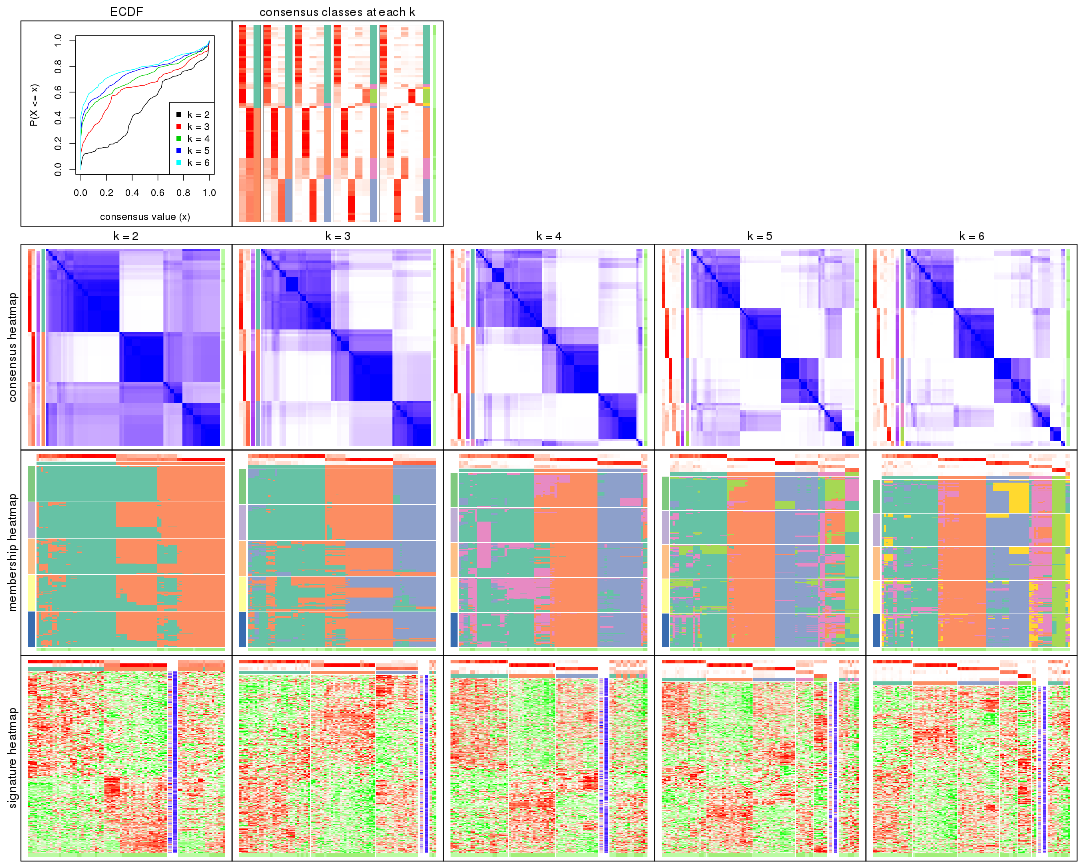 ECDF
consensus classes at each k
P(X <= x)
0.0 0.2 0.4 0.6 0.8 1.0
k = 2
k = 3
k = 4
k = 5
k = 6
0.0 0.2 0.4 0.6 0.8 1.0
consensus value (x)
k = 2
k = 3
k = 4
k = 5
k = 6
consensus heatmap
membership heatmap
signature heatmap